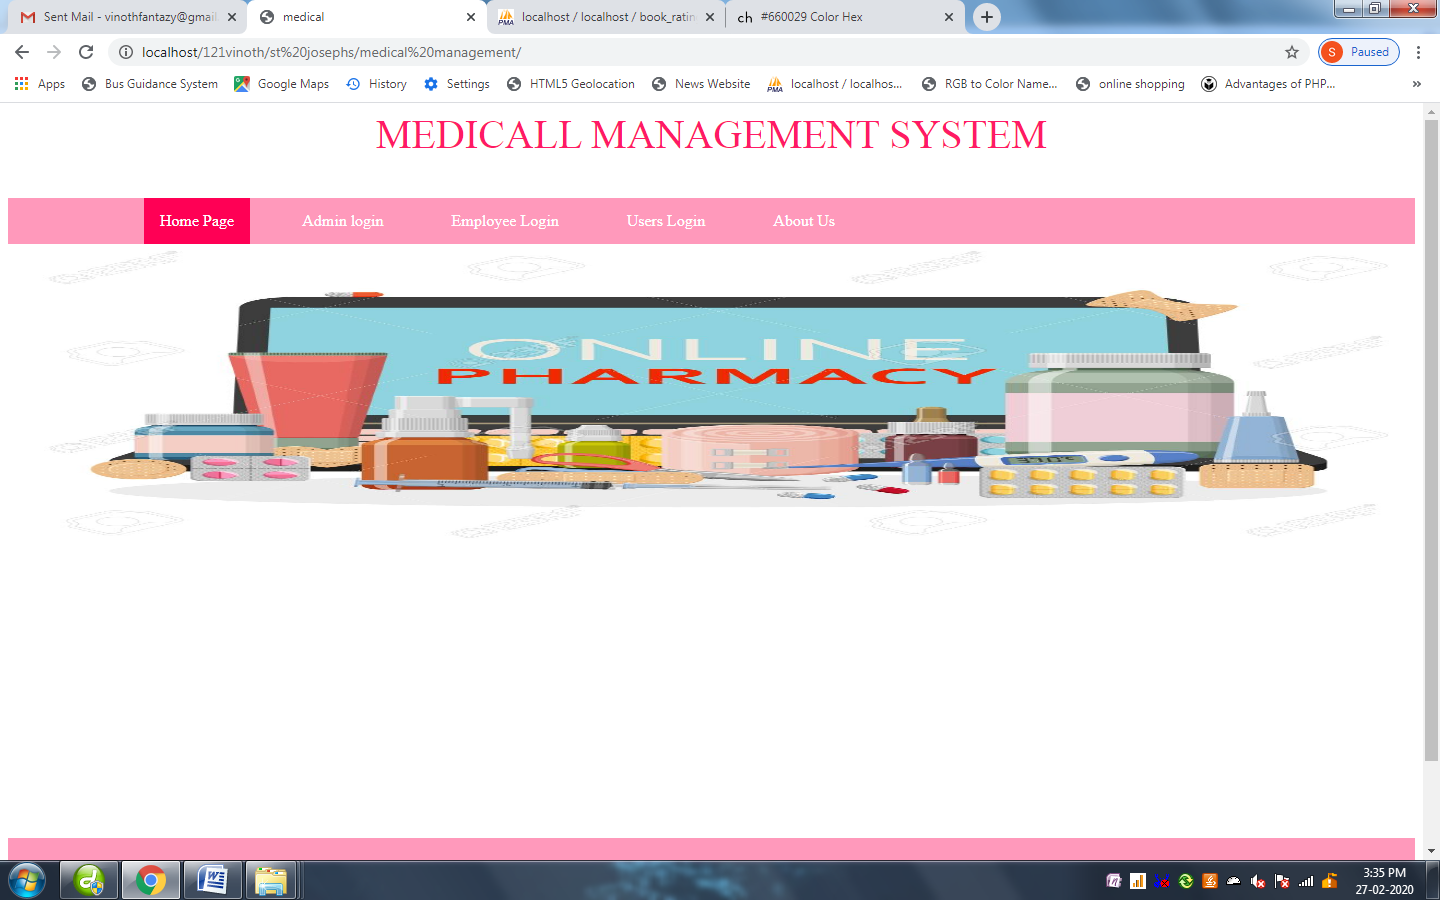 Sent Mail - vinothfantazy@gmai
medical
localhost / localhost / book_ratin
ch #660029 Color Hex
localhost/121vinoth/st%20josephs/medical%20management/
S Paused
Apps Bus Guidance System Google Maps History Settings HTML5 Geolocation News Website localhost / localhos... RGB to Color Name... online shopping Advantages of PHP... »
MEDICALL MANAGEMENT SYSTEM
Home Page Admin login Employee Login Users Login About Us
ONLINE
PHARMACY
3:35 PM
27-02-2020